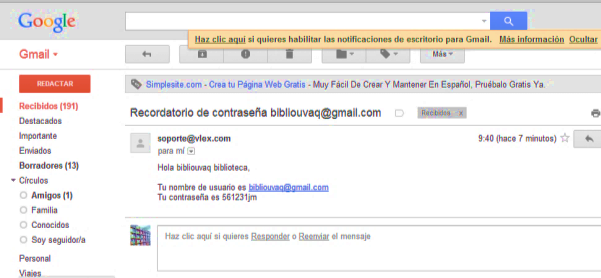 Google
Haz clic aquí si quieres habilitar las notificaciones de escritorio para Gmail. Más información Ocultar
Gmail
Más
REDACTAR
Simplesite.com - Crea tu Página Web Gratis - Muy Fácil De Crear Y Mantener En Español, Pruébalo Gratis Ya.
Recibidos (191)
Destacados
Importante
Enviados
Borradores (13)
Círculos
Amigos (1)
Familia
Conocidos
Soy seguidor/a
Personal
Viajes
Recordatorio de contraseña bibliouvaq@gmail.com Recibidos x
soporte@vlex.com 9:40 (hace 7 minutos)
para mí
Hola bibliouvaq biblioteca,
Tu nombre de usuario es bibliouvaq@gmail.com
Tu contraseña es 561231jm
Haz clic aquí si quieres Responder o Reenviar el mensaje